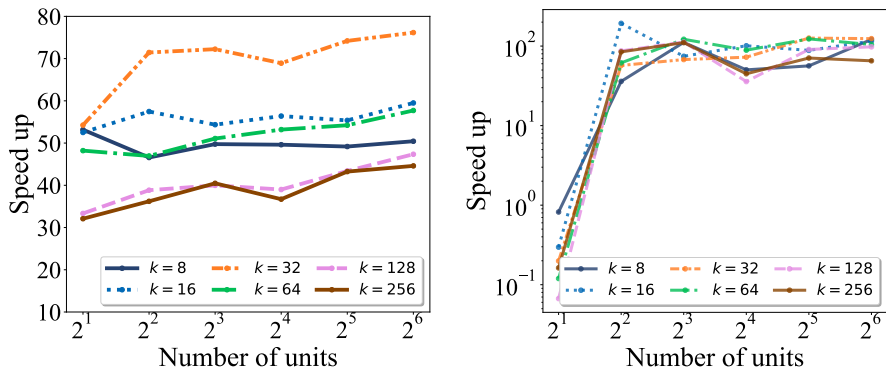 80
70
60
50
40
30
20
10
Speed up
k = 8
k = 16
k = 32
k = 64
k = 128
k = 256
2^1 2^2 2^3 2^4 2^5 2^6
Number of units
10^2
10^1
10^0
10^-1
Speed up
k = 8
k = 16
k = 32
k = 64
k = 128
k = 256
2^1 2^2 2^3 2^4 2^5 2^6
Number of units